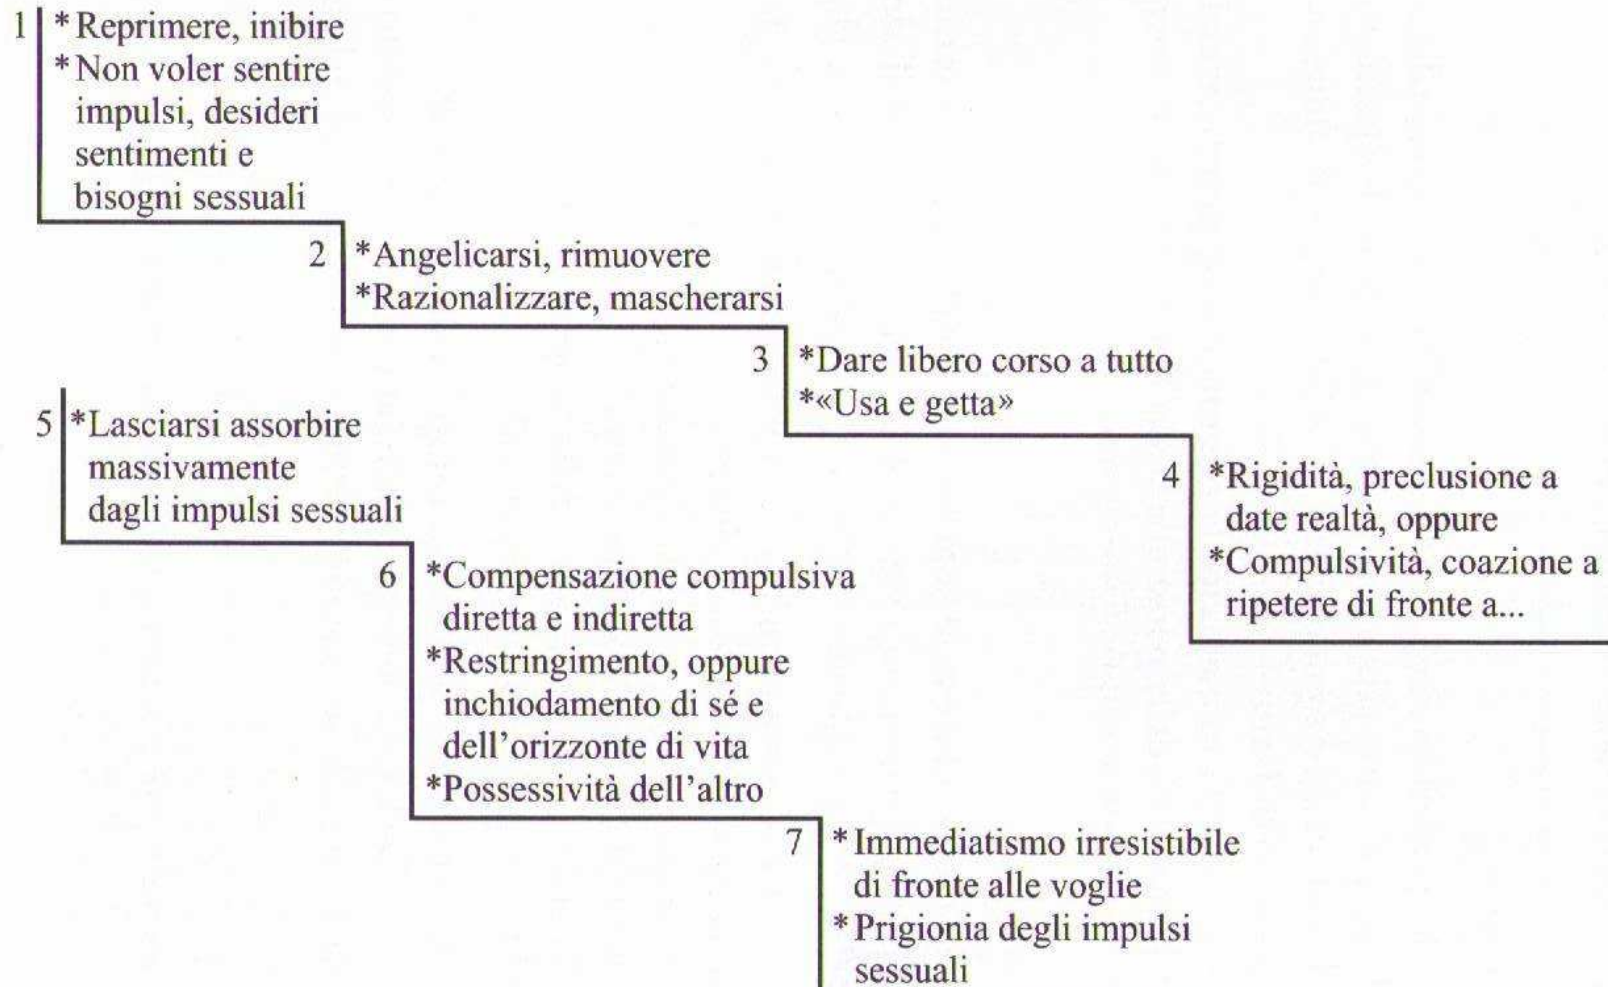 1 *Reprimere, inibire
*Non voler sentire
impulsi, desideri
sentimenti e
bisogni sessuali
2 *Angelicarsi, rimuovere
*Razionalizzare, mascherarsi
3 *Dare libero corso a tutto
*«Usa e getta»
4 *Rigidità, preclusione a
date realtà, oppure
*Compulsività, coazione a
ripetere di fronte a...
5 *Lasciarsi assorbire
massivamente
dagli impulsi sessuali
6 *Compensazione compulsiva
diretta e indiretta
*Restringimento, oppure
inchiodamento di sé e
dell'orizzonte di vita
*Possessività dell'altro
7 *Immediatismo irresistibile
di fronte alle voglie
*Prigionia degli impulsi
sessuali